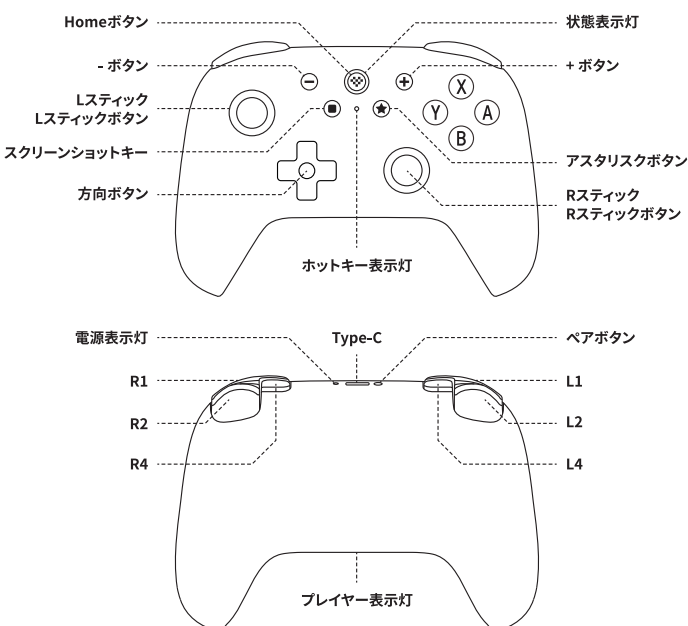 Homeボタン
状態表示灯
- ボタン
+ ボタン
Lスティック
Lスティックボタン
X
Y
A
B
スクリーンショットキー
アスタリスクボタン
方向ボタン
Rスティック
Rスティックボタン
ホットキー表示灯
電源表示灯
Type-C
ペアボタン
R1
L1
R2
L2
R4
L4
プレイヤー表示灯